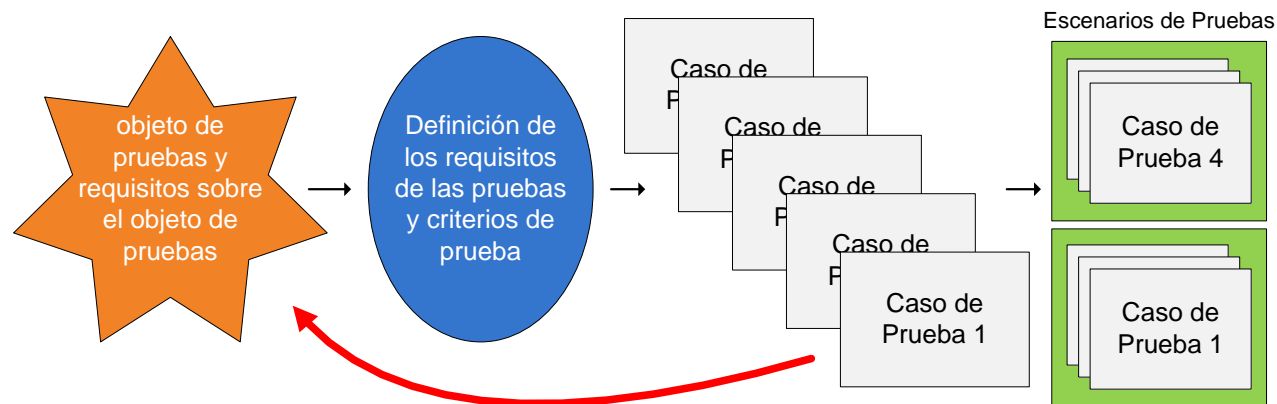 Escenarios de Pruebas
objeto de
pruebas y
requisitos sobre
el objeto de
pruebas
Definición de
los requisitos
de las pruebas
y criterios de
prueba
Caso de
Caso de
Caso de
Caso de
Caso de
Prueba 1
Caso de
Prueba 4
Caso de
Prueba 1